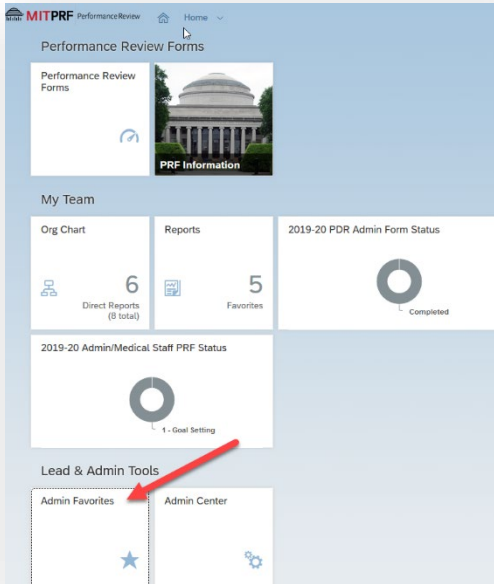 MITPRF PerformanceReview Home
Performance Review Forms
Performance Review
Forms
PRF Information
My Team
Org Chart
6
Direct Reports
(8 total)
Reports
5
Favorites
2019-20 PDR Admin Form Status
Completed
2019-20 Admin/Medical Staff PRF Status
1 - Goal Setting
Lead & Admin Tools
Admin Favorites
Admin Center